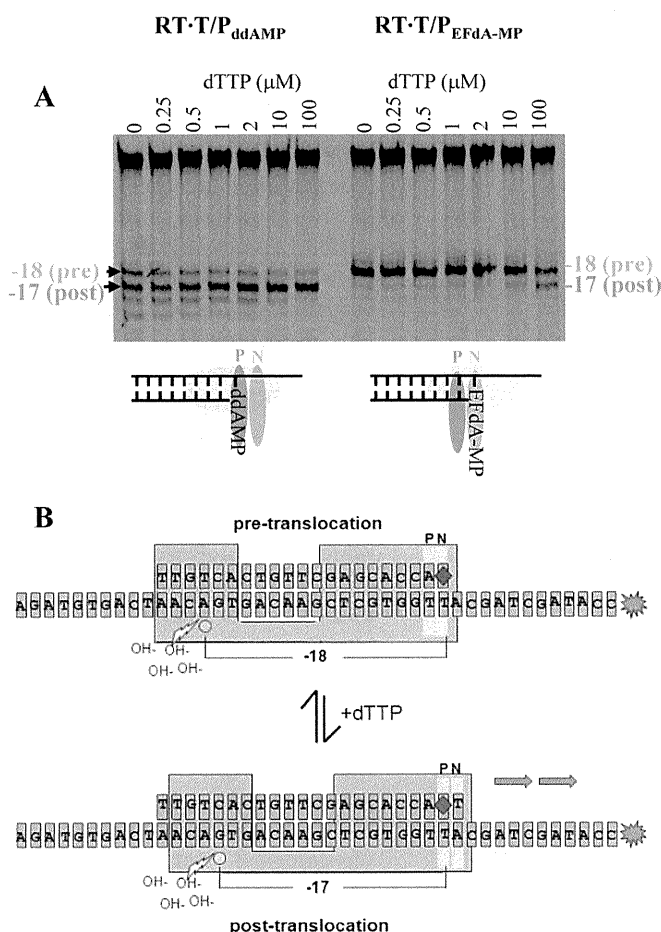 RT·T/PddAMP RT·T/PEFdA-MP
dTTP (µM) dTTP (µM)
A
0 0.25 0.5 1 2 10 100 0 0.25 0.5 1 2 10 100
-18 (pre) -18 (pre)
-17 (post) -17 (post)
P N P N
ddAMP EFdA-MP
B
pre-translocation
P N
TTGTCACTGTTCGAGCACCA
AGATGTGACTAACAGTGACAAGCTCGTGGTTACGATCGATACC
OH- OH-
OH- OH-
-18
+dTTP
P N
TTGTCACTGTTCGAGCACCA T
AGATGTGACTAACAGTGACAAGCTCGTGGTTACGATCGATACC
OH- OH-
OH- OH-
-17
post-translocation